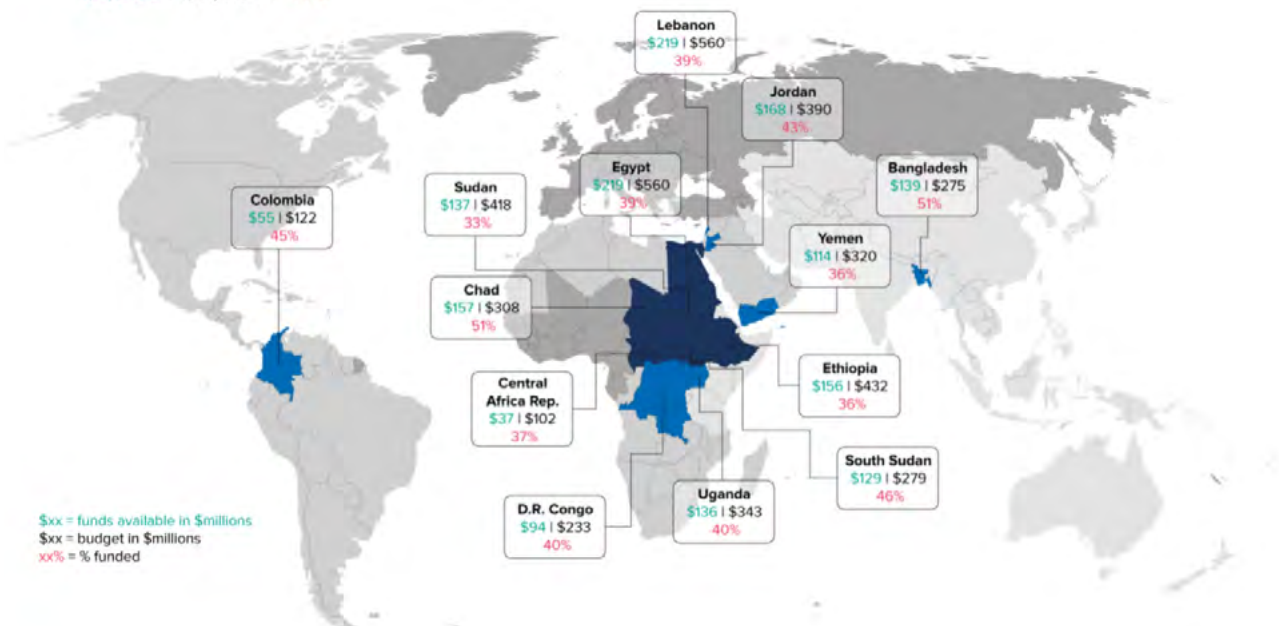 Lebanon
$219 | $560
39%
Jordan
$168 | $390
43%
Egypt
$219 | $560
39%
Bangladesh
$139 | $275
51%
Sudan
$137 | $418
33%
Colombia
$55 | $122
45%
Yemen
$114 | $320
36%
Chad
$157 | $308
51%
Ethiopia
$156 | $432
36%
Central
Africa Rep.
$37 | $102
37%
South Sudan
$129 | $279
46%
Uganda
$136 | $343
40%
D.R. Congo
$94 | $233
40%
$xx = funds available in $millions
$xx = budget in $millions
xx% = % funded